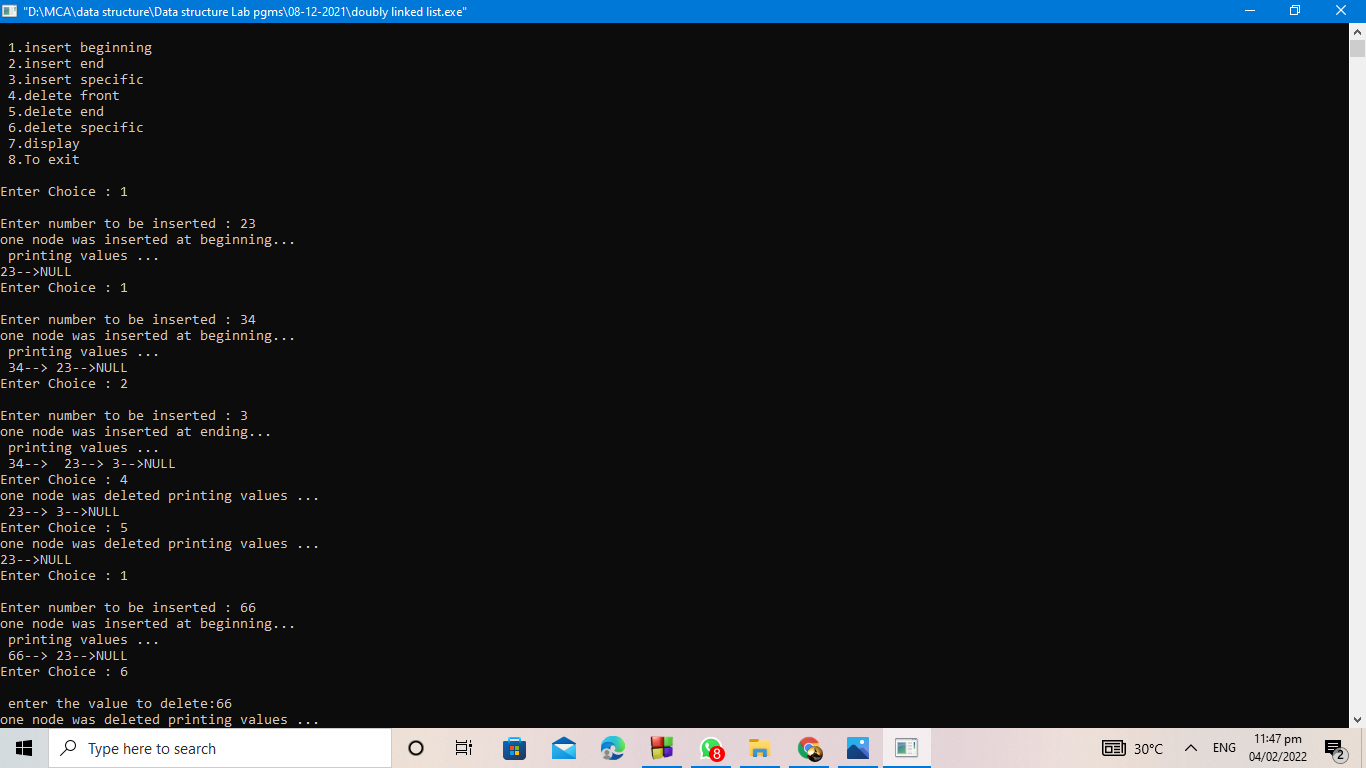 "D:\MCA\data structure\Data structure Lab pgms\08-12-2021\doubly linked list.exe"
1.insert beginning
2.insert end
3.insert specific
4.delete front
5.delete end
6.delete specific
7.display
8.To exit
Enter Choice : 1
Enter number to be inserted : 23
one node was inserted at beginning...
printing values ...
23-->NULL
Enter Choice : 1
Enter number to be inserted : 34
one node was inserted at beginning...
printing values ...
34--> 23-->NULL
Enter Choice : 2
Enter number to be inserted : 3
one node was inserted at ending...
printing values ...
34-->  23--> 3-->NULL
Enter Choice : 4
one node was deleted printing values ...
23--> 3-->NULL
Enter Choice : 5
one node was deleted printing values ...
23-->NULL
Enter Choice : 1
Enter number to be inserted : 66
one node was inserted at beginning...
printing values ...
66--> 23-->NULL
Enter Choice : 6
enter the value to delete:66
one node was deleted printing values ...
Type here to search
8
30°C
ENG
11:47 pm
04/02/2022
2